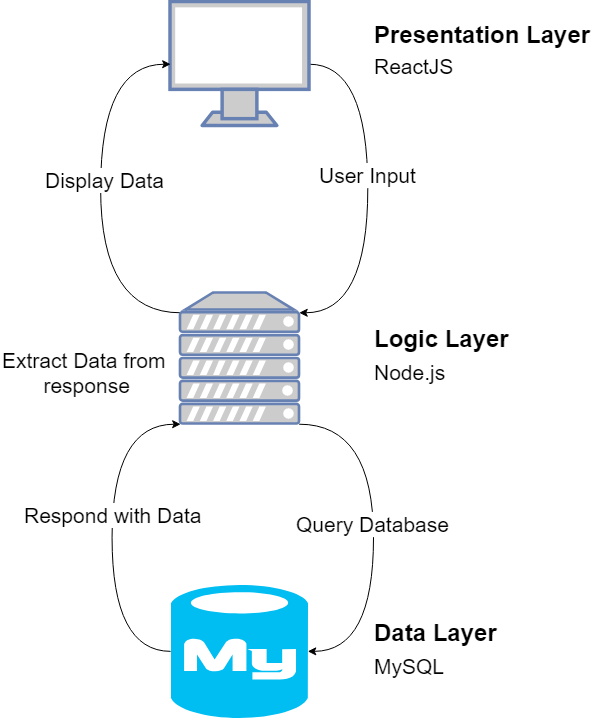 Presentation Layer
ReactJS
Display Data
User Input
Logic Layer
Extract Data from
response
Node.js
Respond with Data
Query Database
Data Layer
My
MySQL